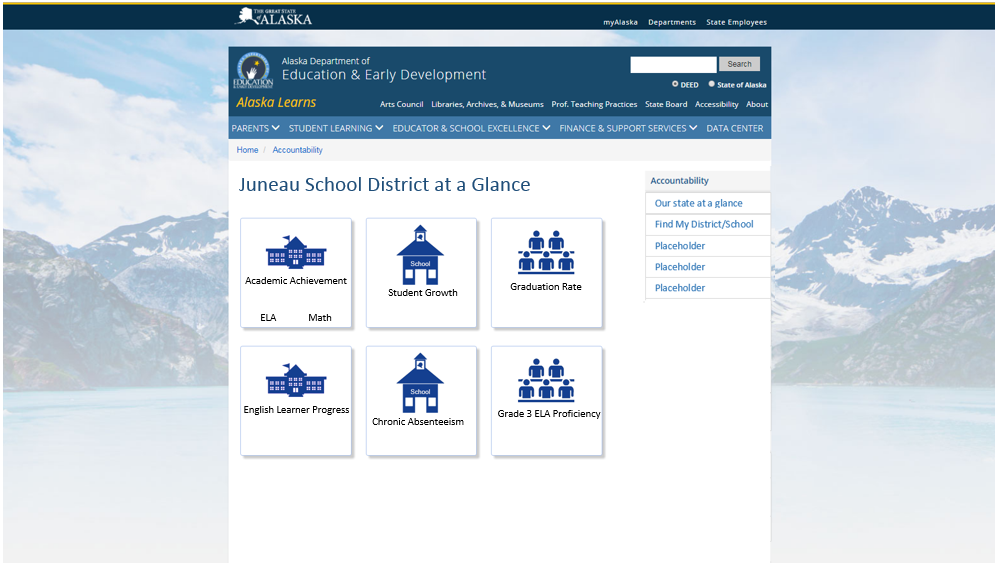 THE GREAT STATE
of ALASKA
myAlaska Departments State Employees
Alaska Department of
Education & Early Development
EDUCATION
& EARLY DEVELOPMENT
Search
DEED State of Alaska
Alaska Learns
Arts Council Libraries, Archives, & Museums Prof. Teaching Practices State Board Accessibility About
PARENTS STUDENT LEARNING EDUCATOR & SCHOOL EXCELLENCE FINANCE & SUPPORT SERVICES DATA CENTER
Home / Accountability
Juneau School District at a Glance
Accountability
Our state at a glance
Find My District/School
Placeholder
Placeholder
Placeholder
Academic Achievement
ELA Math
School
Student Growth
Graduation Rate
English Learner Progress
School
Chronic Absenteeism
Grade 3 ELA Proficiency